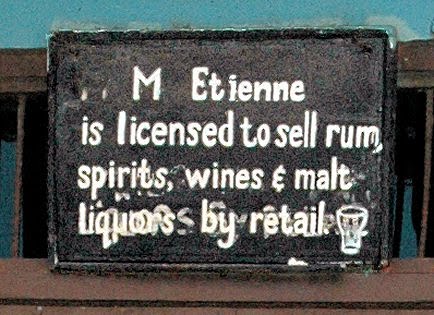 M Etienne
is licensed to sell rum,
spirits, wines & malt
liquors by retail.